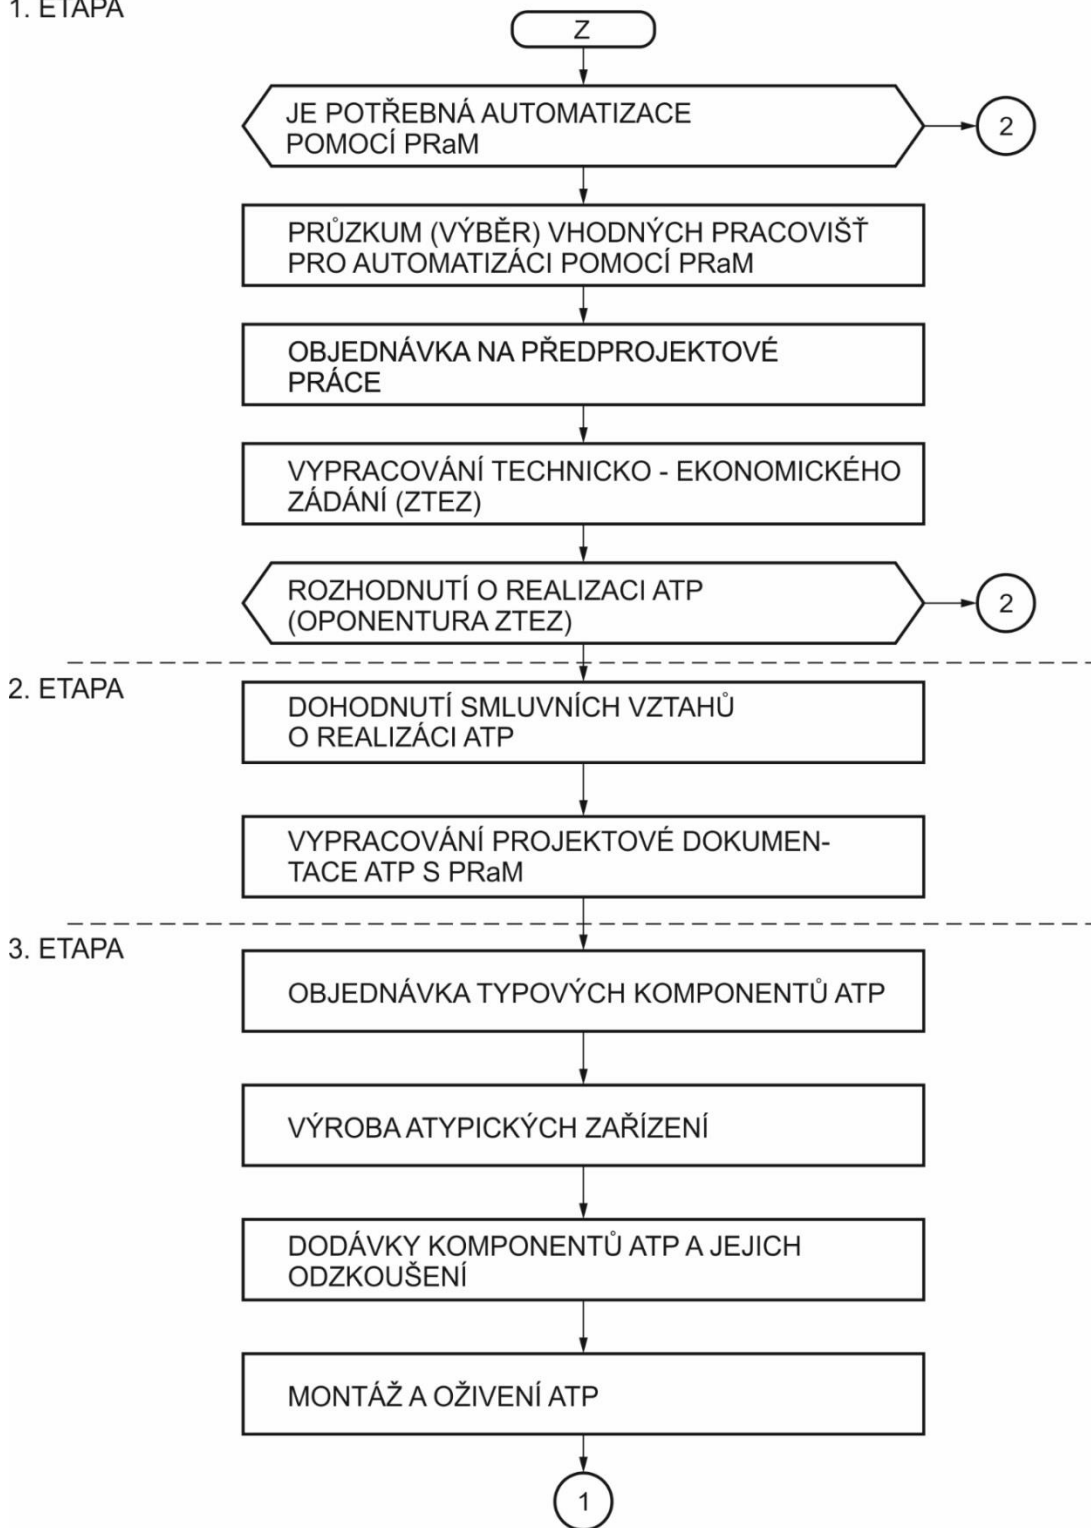 1. ETAPA
Z
JE POTŘEBNÁ AUTOMATIZACE
POMOCÍ PRaM
2
PRŮZKUM (VÝBĚR) VHODNÝCH PRACOVIŠŤ
PRO AUTOMATIZÁCI POMOCÍ PRaM
OBJEDNÁVKA NA PŘEDPROJEKTOVÉ
PRÁCE
VYPRACOVÁNÍ TECHNICKO - EKONOMICKÉHO
ZÁDÁNÍ (ZTEZ)
ROZHODNUTÍ O REALIZACI ATP
(OPONENTURA ZTEZ)
2
2. ETAPA
DOHODNUTÍ SMLUVNÍCH VZTAHŮ
O REALIZÁCI ATP
VYPRACOVÁNÍ PROJEKTOVÉ DOKUMEN-
TACE ATP S PRaM
3. ETAPA
OBJEDNÁVKA TYPOVÝCH KOMPONENTŮ ATP
VÝROBA ATYPICKÝCH ZAŘÍZENÍ
DODÁVKY KOMPONENTŮ ATP A JEJICH
ODZKOUŠENÍ
MONTÁŽ A OŽIVENÍ ATP
1